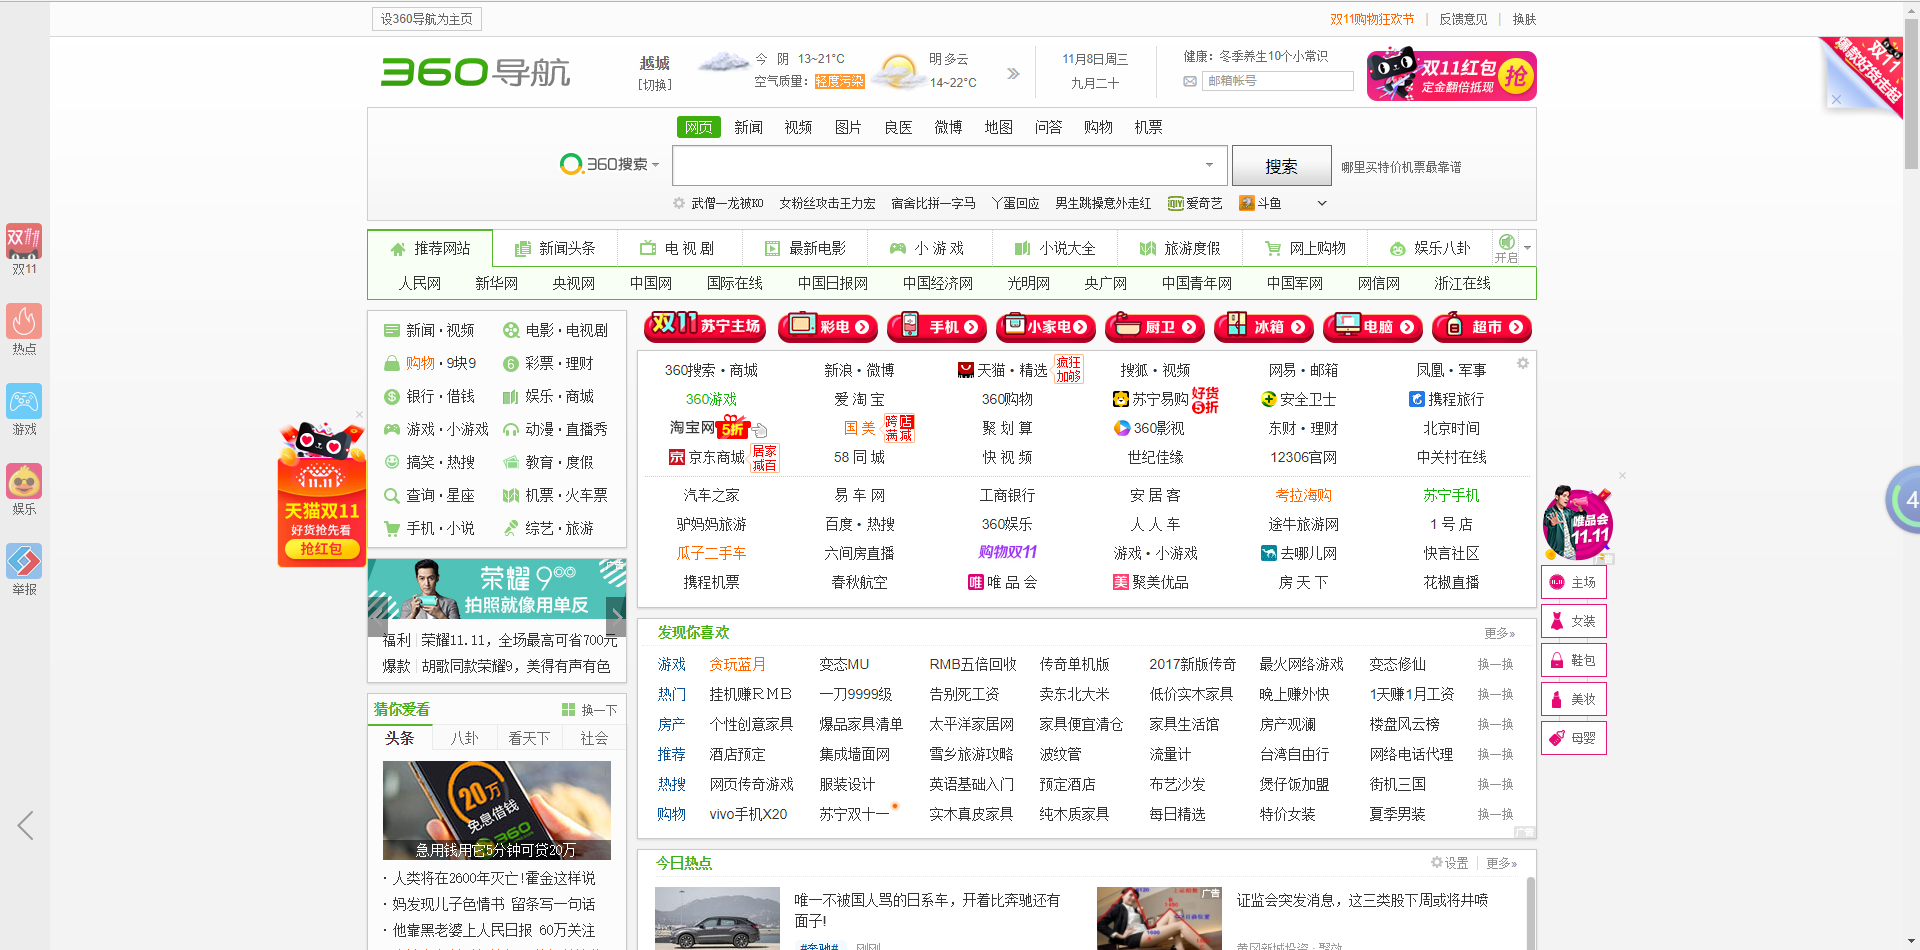 设360导航为主页
双11购物狂欢节 | 反馈意见 | 换肤
360导航
越城
[切换]
今 阴 13~21°C
空气质量：轻度污染
明 多云
14~22°C
11月8日周三
九月二十
健康：冬季养生10个小常识
邮箱帐号
双11红包
定金翻倍抵现
抢
双11
爆款好货走起
网页 新闻 视频 图片 良医 微博 地图 问答 购物 机票
360搜索
搜索
哪里买特价机票最靠谱
武僧一龙被KO 女粉丝攻击王力宏 宿舍比拼一字马 丫蛋回应 男生跳操意外走红 爱奇艺 斗鱼
推荐网站 新闻头条 电 视 剧 最新电影 小 游 戏 小说大全 旅游度假 网上购物 娱乐八卦 开启
人民网 新华网 央视网 中国网 国际在线 中国日报网 中国经济网 光明网 央广网 中国青年网 中国军网 网信网 浙江在线
双11
热点
游戏
娱乐
举报
新闻·视频 电影·电视剧
购物·9块9 彩票·理财
银行·借钱 娱乐·商城
游戏·小游戏 动漫·直播秀
搞笑·热搜 教育·度假
查询·星座 机票·火车票
手机·小说 综艺·旅游
11.11
天猫双11
好货抢先看
抢红包
双11苏宁主场 彩电 手机 小家电 厨卫 冰箱 电脑 超市
360搜索·商城 新浪·微博 天猫·精选 疯狂加够 搜狐·视频 网易·邮箱 凤凰·军事
360游戏 爱 淘 宝 360购物 苏宁易购 好货5折 安全卫士 携程旅行
淘宝网 5折 国 美 跨店满减 聚 划 算 360影视 东财·理财 北京时间
京东商城 居家减百 58 同 城 快 视 频 世纪佳缘 12306官网 中关村在线
汽车之家 易 车 网 工商银行 安 居 客 考拉海购 苏宁手机
驴妈妈旅游 百度·热搜 360娱乐 人 人 车 途牛旅游网 1 号 店
瓜子二手车 六间房直播 购物双11 游戏·小游戏 去哪儿网 快言社区
携程机票 春秋航空 唯 品 会 聚美优品 房 天 下 花椒直播
荣耀9
拍照就像用单反
福利 | 荣耀11.11，全场最高可省700元
爆款 | 胡歌同款荣耀9，美得有声有色
猜你爱看 换一下
头条 八卦 看天下 社会
20万
免息借钱
360
急用钱用它5分钟可贷20万
· 人类将在2600年灭亡!霍金这样说
· 妈发现儿子色情书 留条写一句话
· 他靠黑老婆上人民日报 60万关注
发现你喜欢 更多»
游戏 贪玩蓝月 变态MU RMB五倍回收 传奇单机版 2017新版传奇 最火网络游戏 变态修仙 换一换
热门 挂机赚ＲＭＢ 一刀9999级 告别死工资 卖东北大米 低价实木家具 晚上赚外快 1天赚1月工资 换一换
房产 个性创意家具 爆品家具清单 太平洋家居网 家具便宜清仓 家具生活馆 房产观澜 楼盘风云榜 换一换
推荐 酒店预定 集成墙面网 雪乡旅游攻略 波纹管 流量计 台湾自由行 网络电话代理 换一换
热搜 网页传奇游戏 服装设计 英语基础入门 预定酒店 布艺沙发 煲仔饭加盟 街机三国 换一换
购物 vivo手机X20 苏宁双十一 实木真皮家具 纯木质家具 每日精选 特价女装 夏季男装 换一换
今日热点 设置 | 更多»
唯一不被国人骂的日系车，开着比奔驰还有
面子!
#奔驰# 刚刚
广告
证监会突发消息，这三类股下周或将井喷
唯品会
11.11
主场
女装
鞋包
美妆
母婴
4